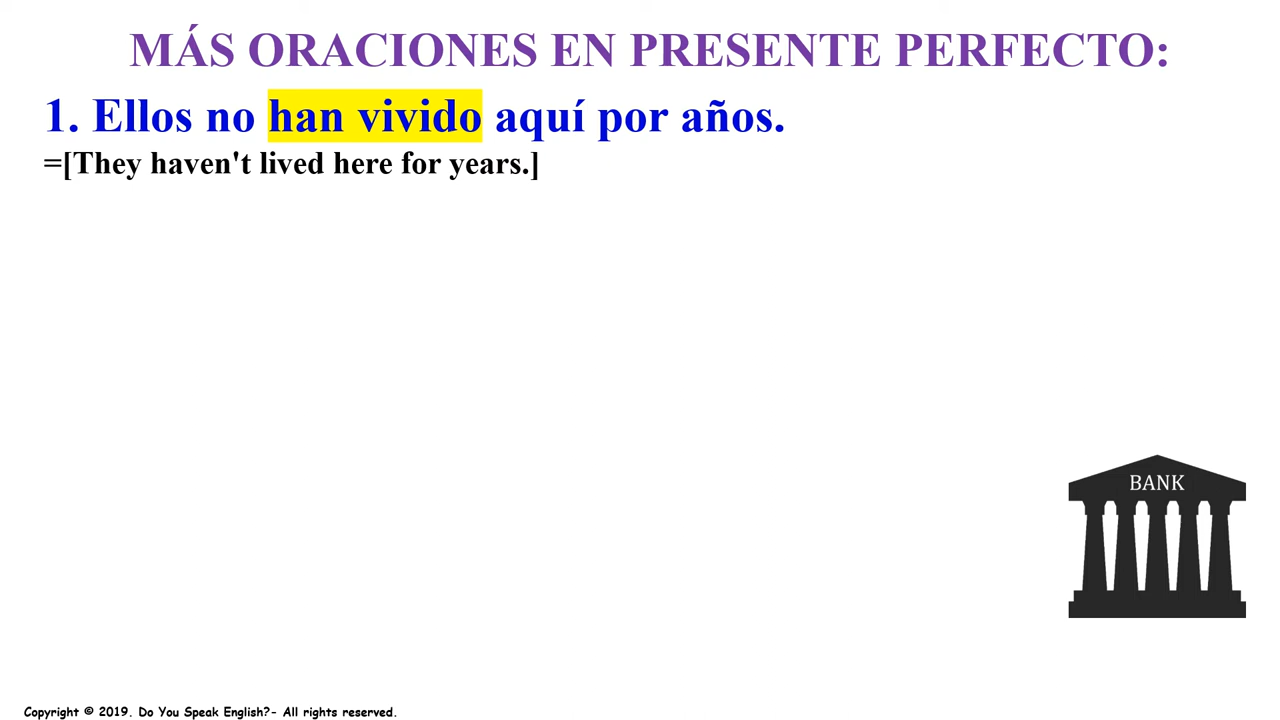 MÁS ORACIONES EN PRESENTE PERFECTO:
1. Ellos no han vivido aquí por años.
=[They haven't lived here for years.]
BANK
Copyright © 2019. Do You Speak English?- All rights reserved.